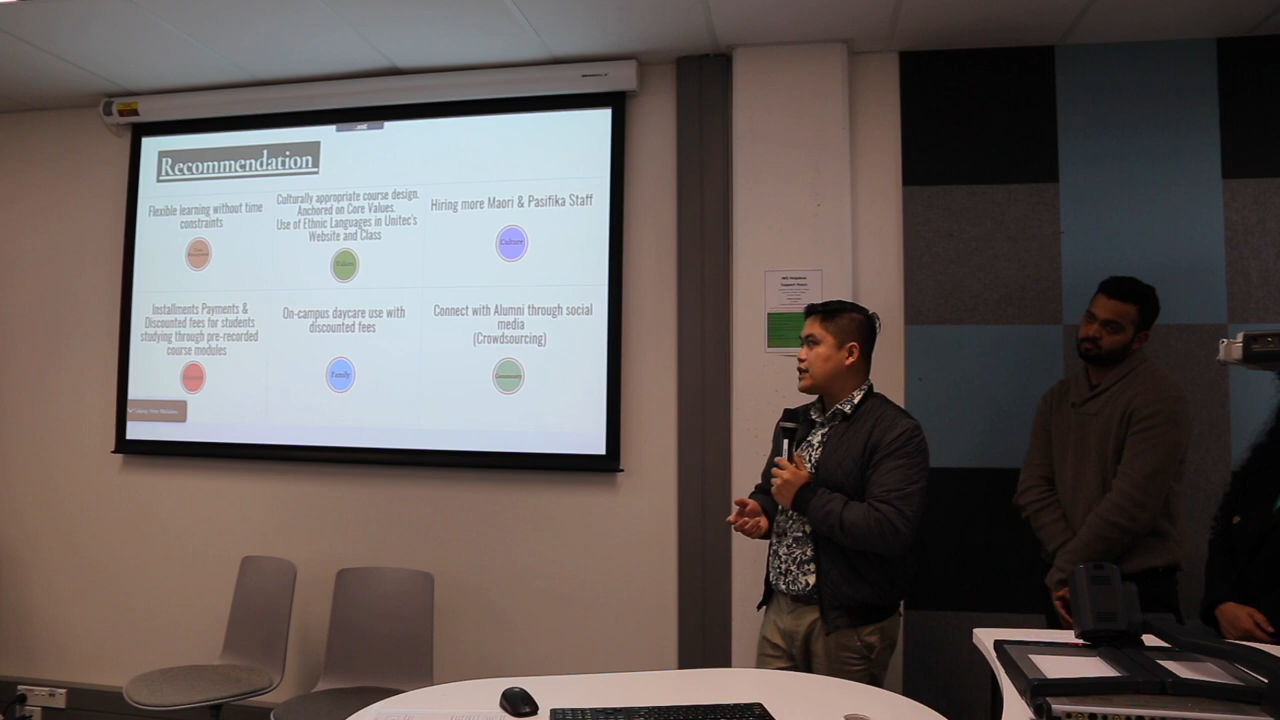 Recommendation
Flexible learning without time
constraints
Culturally appropriate course design.
Anchored on Core Values.
Use of Ethnic Languages in Unitec's
Website and Class
Values
Hiring more Maori & Pasifika Staff
Culture
Installments Payments &
Discounted fees for students
studying through pre-recorded
course modules
On-campus daycare use with
discounted fees
Family
Connect with Alumni through social
media
(Crowdsourcing)
Community